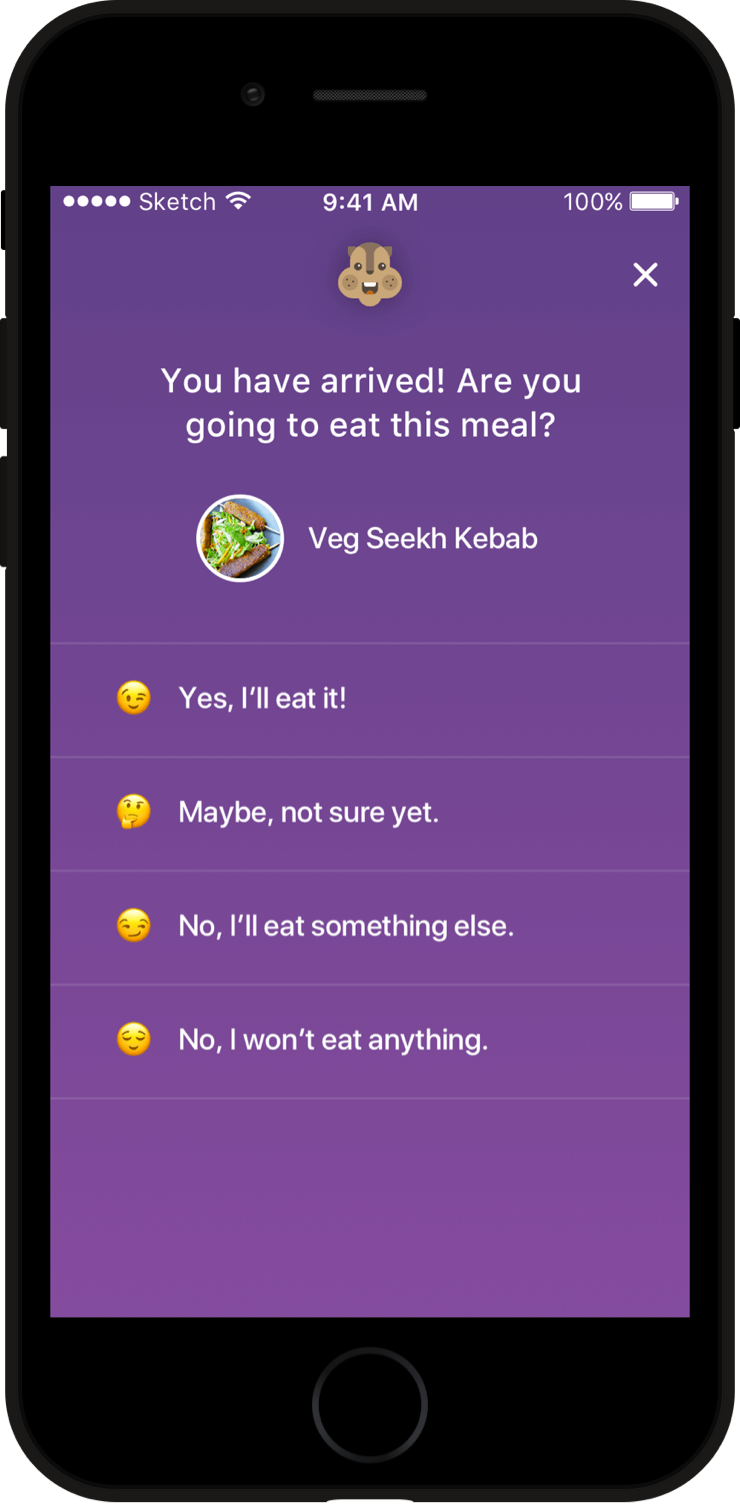 Sketch 9:41 AM 100%
You have arrived! Are you
going to eat this meal?
Veg Seekh Kebab
Yes, I’ll eat it!
Maybe, not sure yet.
No, I’ll eat something else.
No, I won’t eat anything.